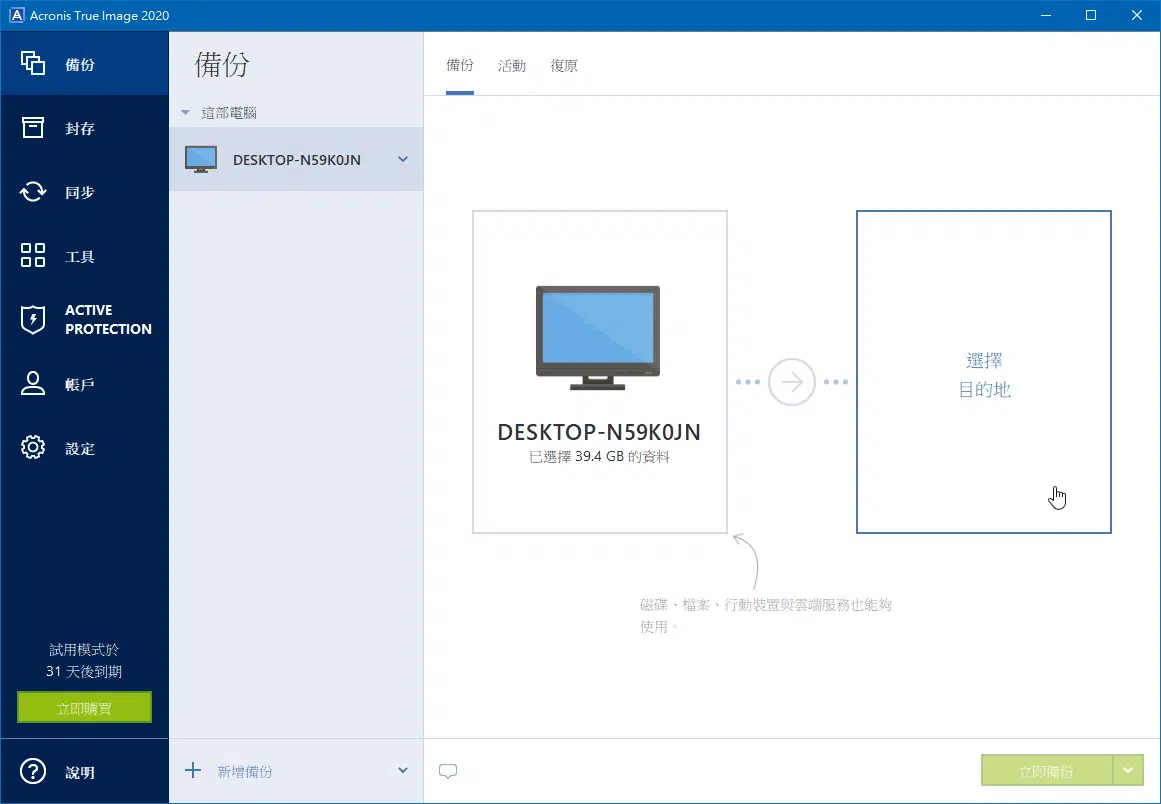 Acronis True Image 2020
備份
封存
同步
工具
ACTIVE
PROTECTION
帳戶
設定
試用模式於
31 天後到期
立即購買
說明
備份
這部電腦
DESKTOP-N59K0JN
新增備份
備份
活動
復原
DESKTOP-N59K0JN
已選擇 39.4 GB 的資料
選擇
目的地
磁碟、檔案、行動裝置與雲端服務也能夠
使用。
立即備份